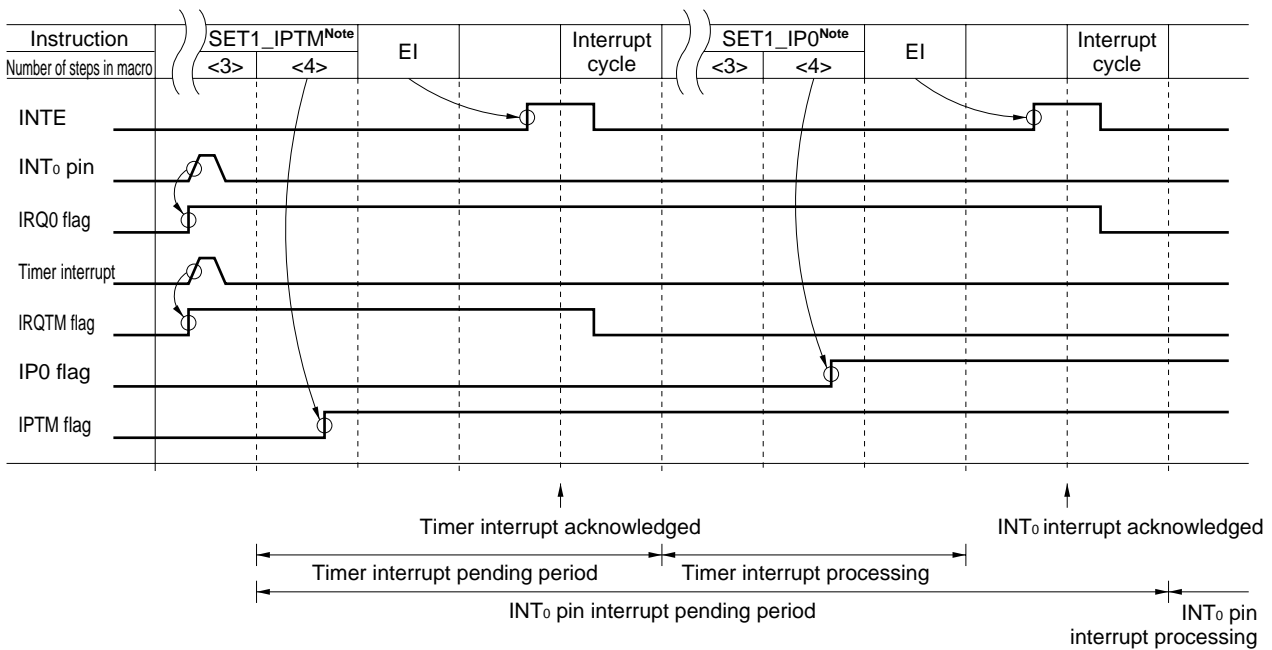 Instruction SET1_IPTMNote EI Interrupt cycle SET1_IP0Note EI Interrupt cycle
Number of steps in macro <3> <4> <3> <4>
INTE
INT0 pin
IRQ0 flag
Timer interrupt
IRQTM flag
IP0 flag
IPTM flag
Timer interrupt acknowledged INT0 interrupt acknowledged
Timer interrupt pending period Timer interrupt processing
INT0 pin interrupt pending period INT0 pin
interrupt processing